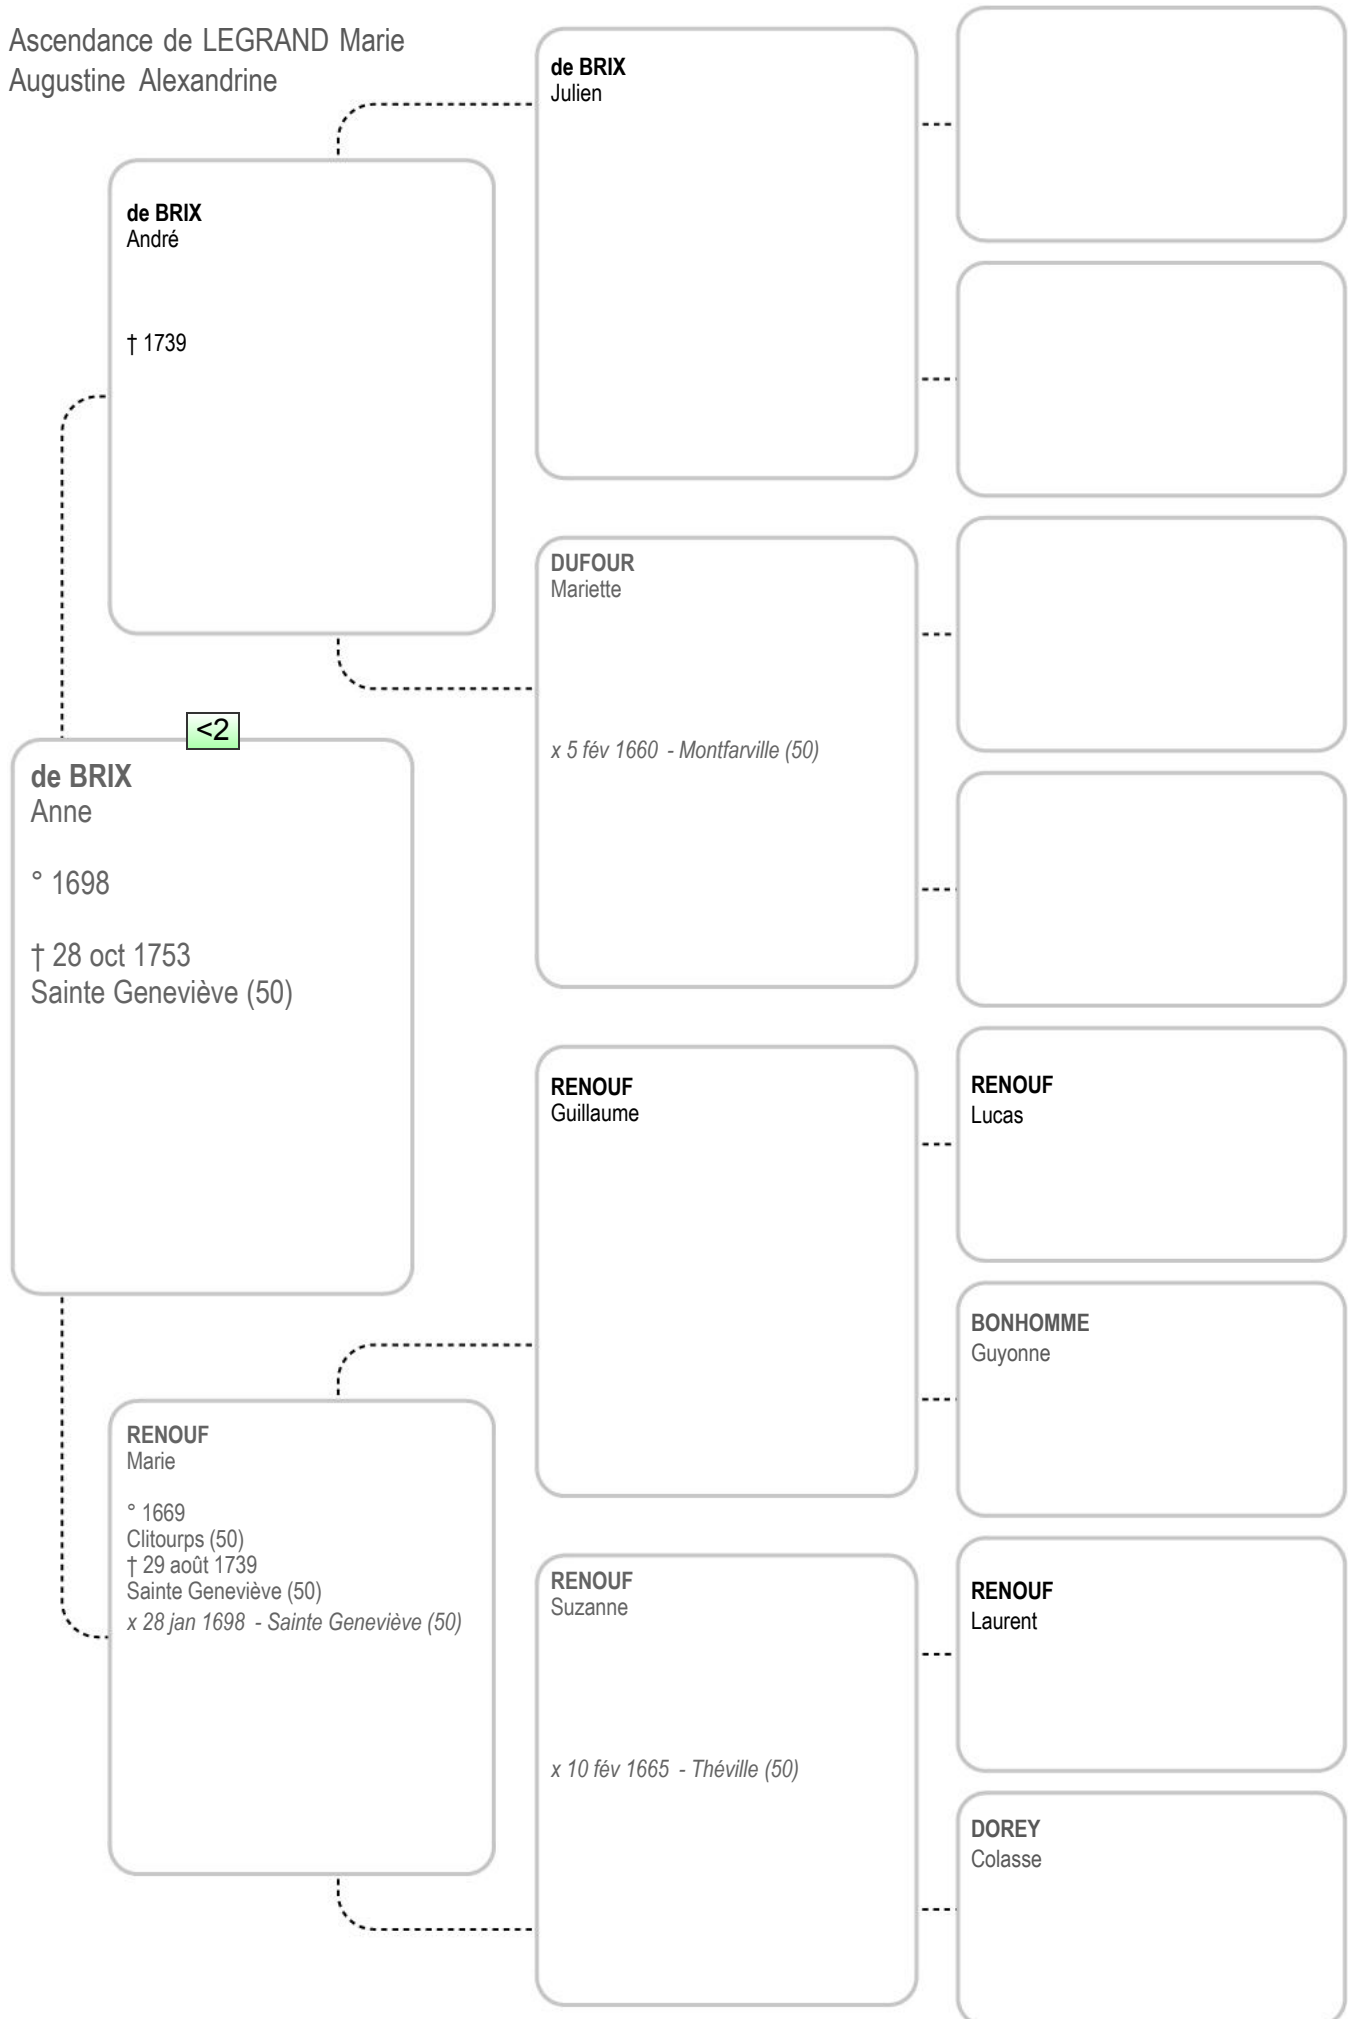 Ascendance de LEGRAND Marie
Augustine Alexandrine
de BRIX
Julien
de BRIX
André
† 1739
DUFOUR
Mariette
x 5 fév 1660 - Montfarville (50)
<2
de BRIX
Anne
° 1698
† 28 oct 1753
Sainte Geneviève (50)
RENOUF
Guillaume
RENOUF
Lucas
BONHOMME
Guyonne
RENOUF
Marie
° 1669
Clitourps (50)
† 29 août 1739
Sainte Geneviève (50)
x 28 jan 1698 - Sainte Geneviève (50)
RENOUF
Suzanne
x 10 fév 1665 - Théville (50)
RENOUF
Laurent
DOREY
Colasse